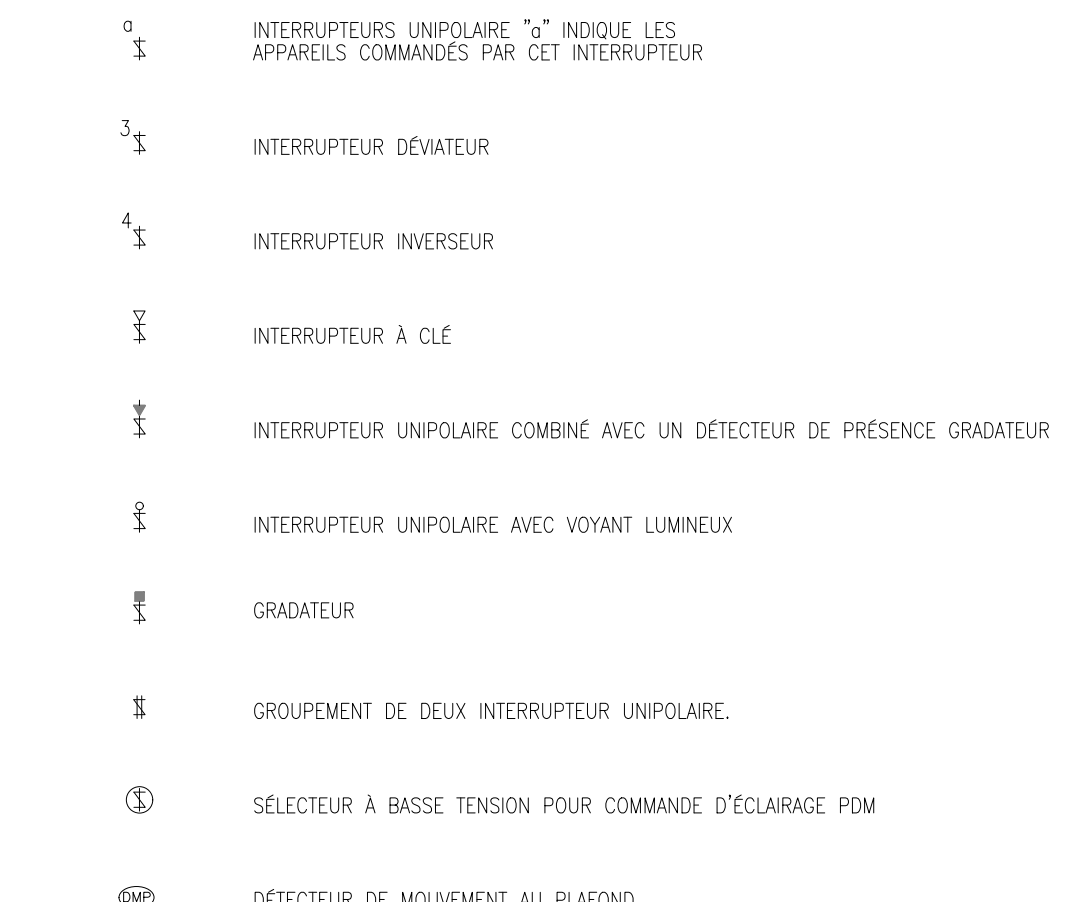 a
INTERRUPTEURS UNIPOLAIRE "a" INDIQUE LES
APPAREILS COMMANDÉS PAR CET INTERRUPTEUR
3
INTERRUPTEUR DÉVIATEUR
4
INTERRUPTEUR INVERSEUR
INTERRUPTEUR À CLÉ
INTERRUPTEUR UNIPOLAIRE COMBINÉ AVEC UN DÉTECTEUR DE PRÉSENCE GRADATEUR
INTERRUPTEUR UNIPOLAIRE AVEC VOYANT LUMINEUX
GRADATEUR
GROUPEMENT DE DEUX INTERRUPTEUR UNIPOLAIRE.
SÉLECTEUR À BASSE TENSION POUR COMMANDE D'ÉCLAIRAGE PDM
DMP
DÉTECTEUR DE MOUVEMENT AU PLAFOND